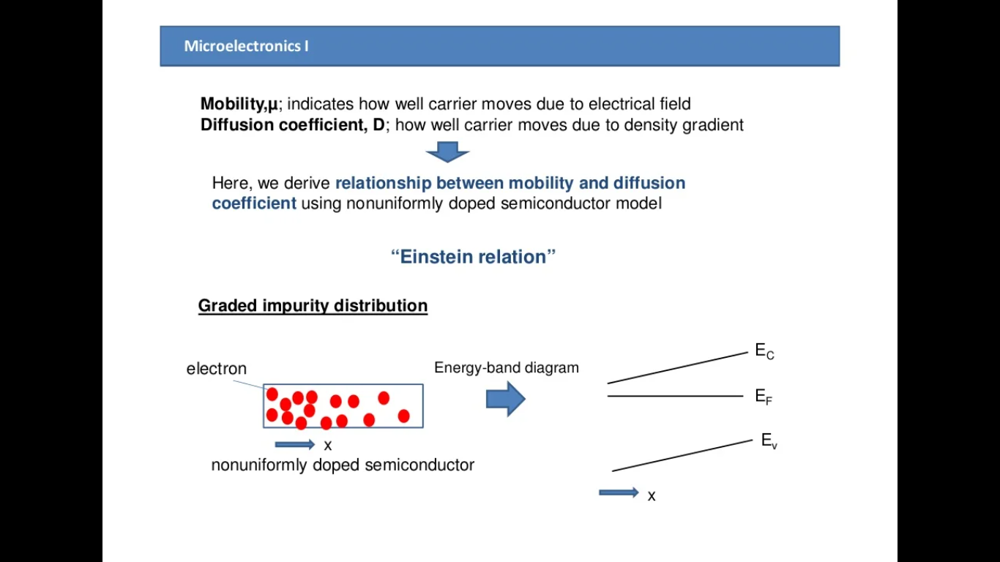 Microelectronics I
Mobility,µ; indicates how well carrier moves due to electrical field
Diffusion coefficient, D; how well carrier moves due to density gradient
Here, we derive relationship between mobility and diffusion
coefficient using nonuniformly doped semiconductor model
“Einstein relation”
Graded impurity distribution
electron
Energy-band diagram
E_C
E_F
E_v
x
nonuniformly doped semiconductor
x